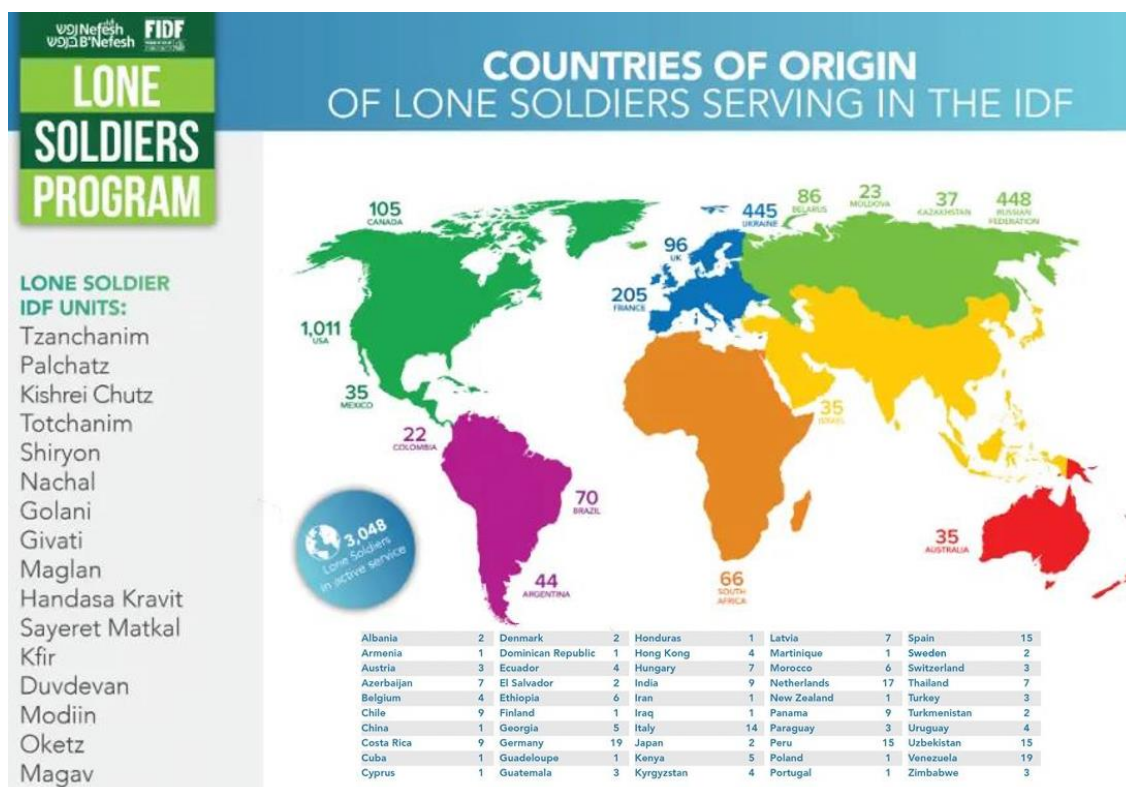 נפש Nefesh
בנפש B'Nefesh
FIDF
LONE
SOLDIERS
PROGRAM
COUNTRIES OF ORIGIN
OF LONE SOLDIERS SERVING IN THE IDF
LONE SOLDIER
IDF UNITS:
Tzanchanim
Palchatz
Kishrei Chutz
Totchanim
Shiryon
Nachal
Golani
Givati
Maglan
Handasa Kravit
Sayeret Matkal
Kfir
Duvdevan
Modiin
Oketz
Magav
105
CANADA
1,011
USA
35
MEXICO
22
COLOMBIA
70
BRAZIL
44
ARGENTINA
445
UKRAINE
96
UK
205
FRANCE
86
BELARUS
23
MOLDOVA
37
KAZAKHSTAN
448
RUSSIAN
FEDERATION
35
ISRAEL
66
SOUTH
AFRICA
35
AUSTRALIA
3,048
Lone Soldiers
in active service
Albania 2 Denmark 2 Honduras 1 Latvia 7 Spain 15
Armenia 1 Dominican Republic 1 Hong Kong 4 Martinique 1 Sweden 2
Austria 3 Ecuador 4 Hungary 7 Morocco 6 Switzerland 3
Azerbaijan 7 El Salvador 2 India 9 Netherlands 17 Thailand 7
Belgium 4 Ethiopia 6 Iran 1 New Zealand 1 Turkey 3
Chile 9 Finland 1 Iraq 1 Panama 9 Turkmenistan 2
China 1 Georgia 5 Italy 14 Paraguay 3 Uruguay 4
Costa Rica 9 Germany 19 Japan 2 Peru 15 Uzbekistan 15
Cuba 1 Guadeloupe 1 Kenya 5 Poland 1 Venezuela 19
Cyprus 1 Guatemala 3 Kyrgyzstan 4 Portugal 1 Zimbabwe 3